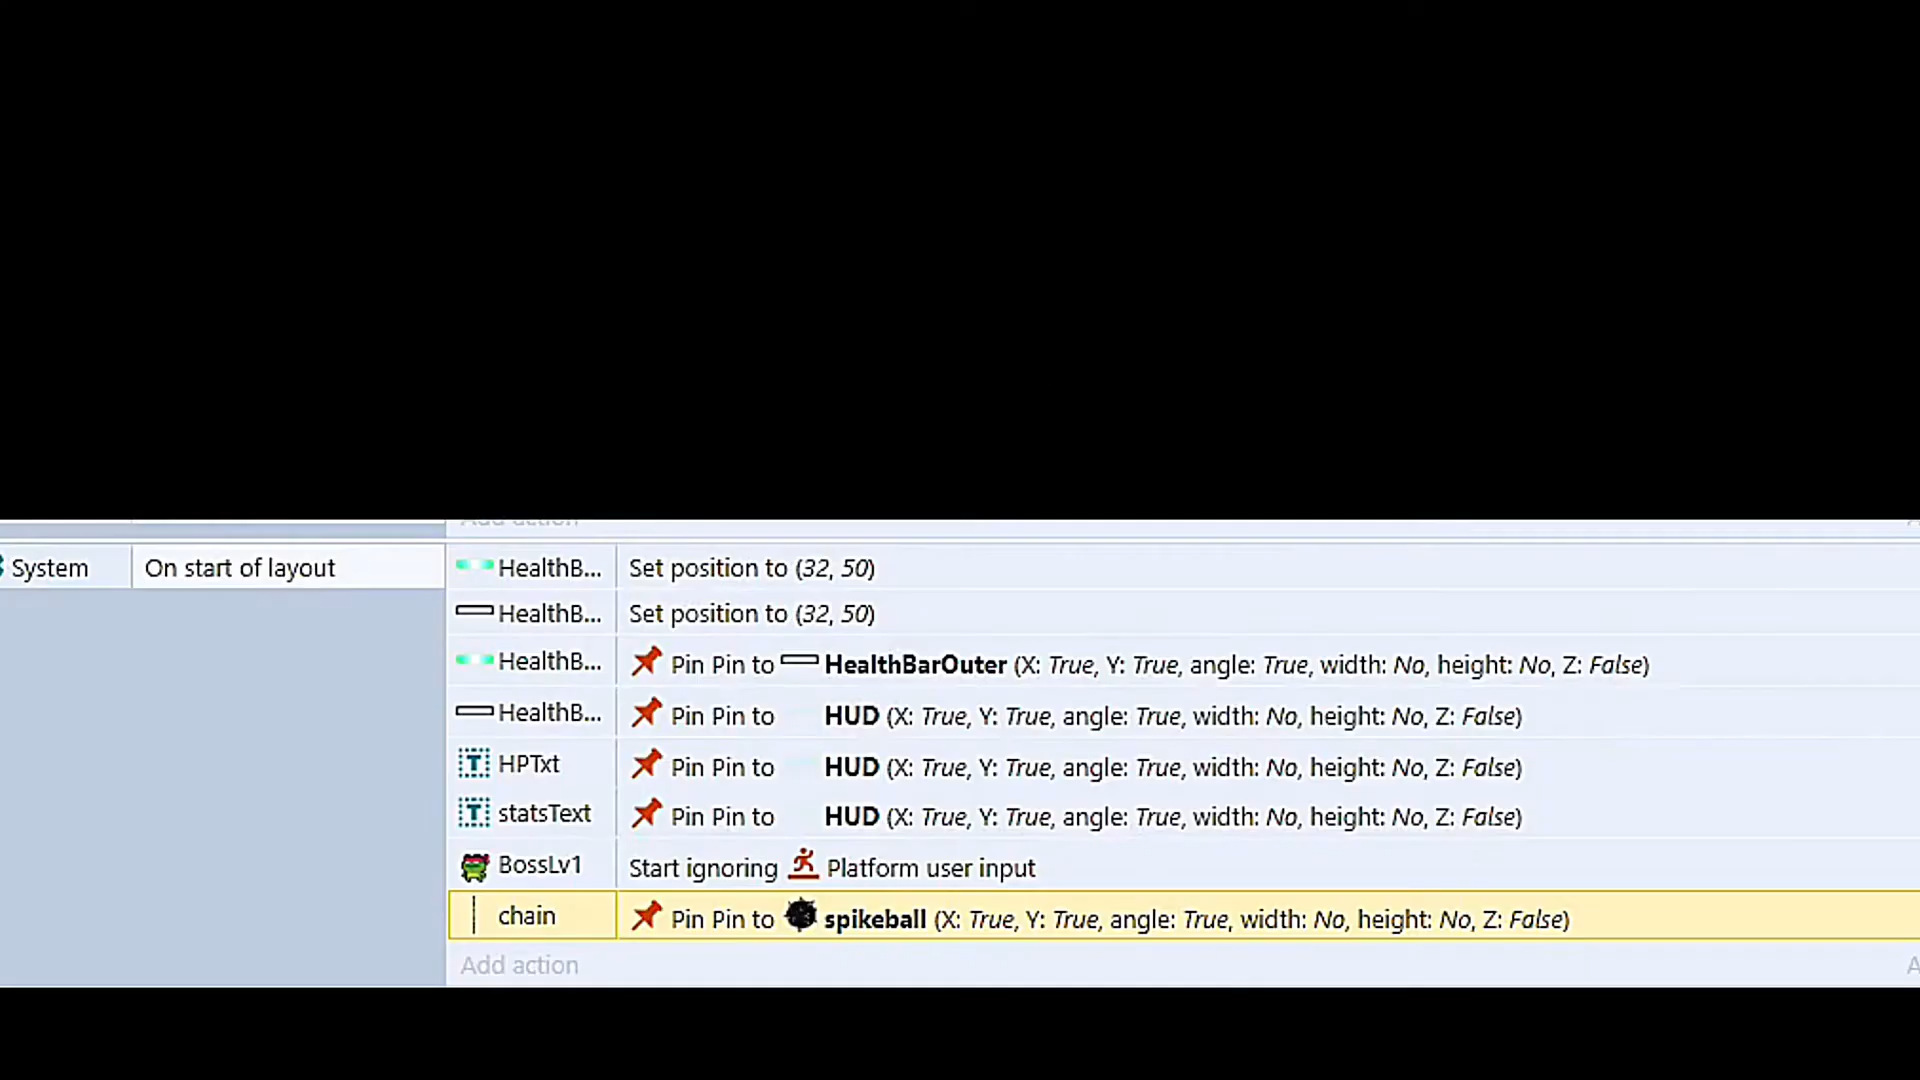 Add action
System On start of layout HealthB... Set position to (32, 50)
HealthB... Set position to (32, 50)
HealthB... Pin Pin to HealthBarOuter (X: True, Y: True, angle: True, width: No, height: No, Z: False)
HealthB... Pin Pin to HUD (X: True, Y: True, angle: True, width: No, height: No, Z: False)
HPTxt Pin Pin to HUD (X: True, Y: True, angle: True, width: No, height: No, Z: False)
statsText Pin Pin to HUD (X: True, Y: True, angle: True, width: No, height: No, Z: False)
BossLv1 Start ignoring Platform user input
chain Pin Pin to spikeball (X: True, Y: True, angle: True, width: No, height: No, Z: False)
Add action